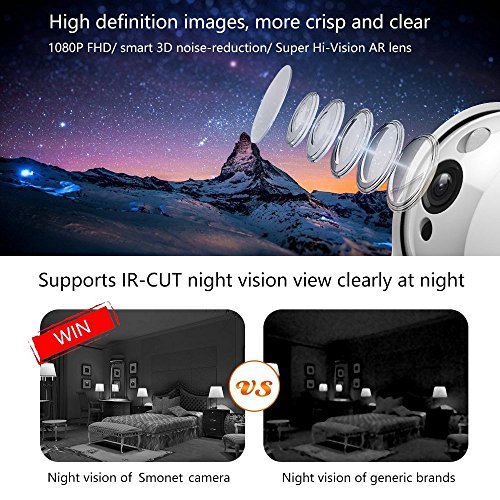 High definition images, more crisp and clear
1080P FHD/ smart 3D noise-reduction/ Super Hi-Vision AR lens
Supports IR-CUT night vision view clearly at night
WIN
VS
Night vision of Smonet camera
Night vision of generic brands